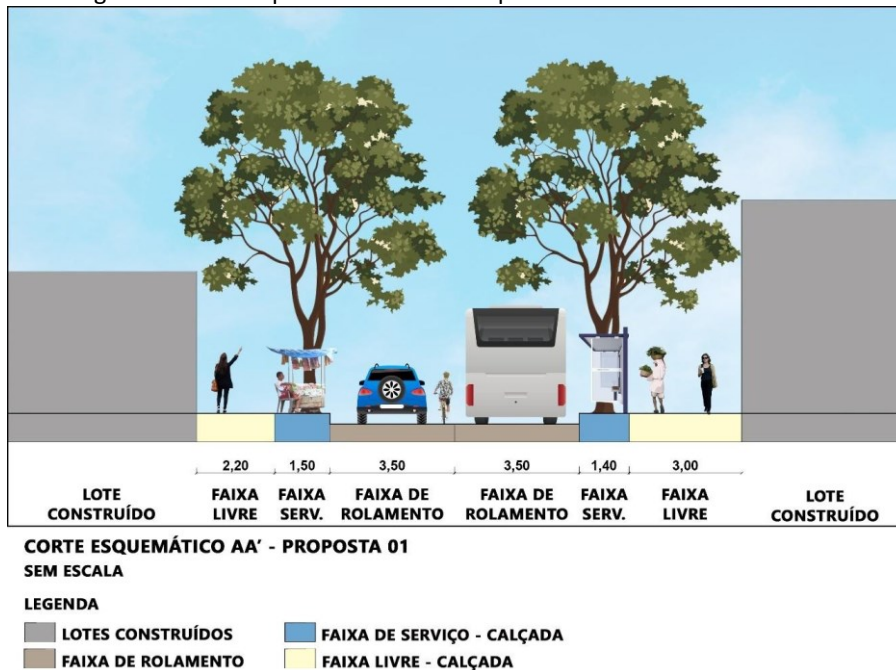 2,20 1,50 3,50 3,50 1,40 3,00
LOTE CONSTRUÍDO
FAIXA LIVRE
FAIXA SERV.
FAIXA DE ROLAMENTO
FAIXA DE ROLAMENTO
FAIXA SERV.
FAIXA LIVRE
LOTE CONSTRUÍDO
CORTE ESQUEMÁTICO AA' - PROPOSTA 01
SEM ESCALA
LEGENDA
LOTES CONSTRUÍDOS
FAIXA DE SERVIÇO - CALÇADA
FAIXA DE ROLAMENTO
FAIXA LIVRE - CALÇADA